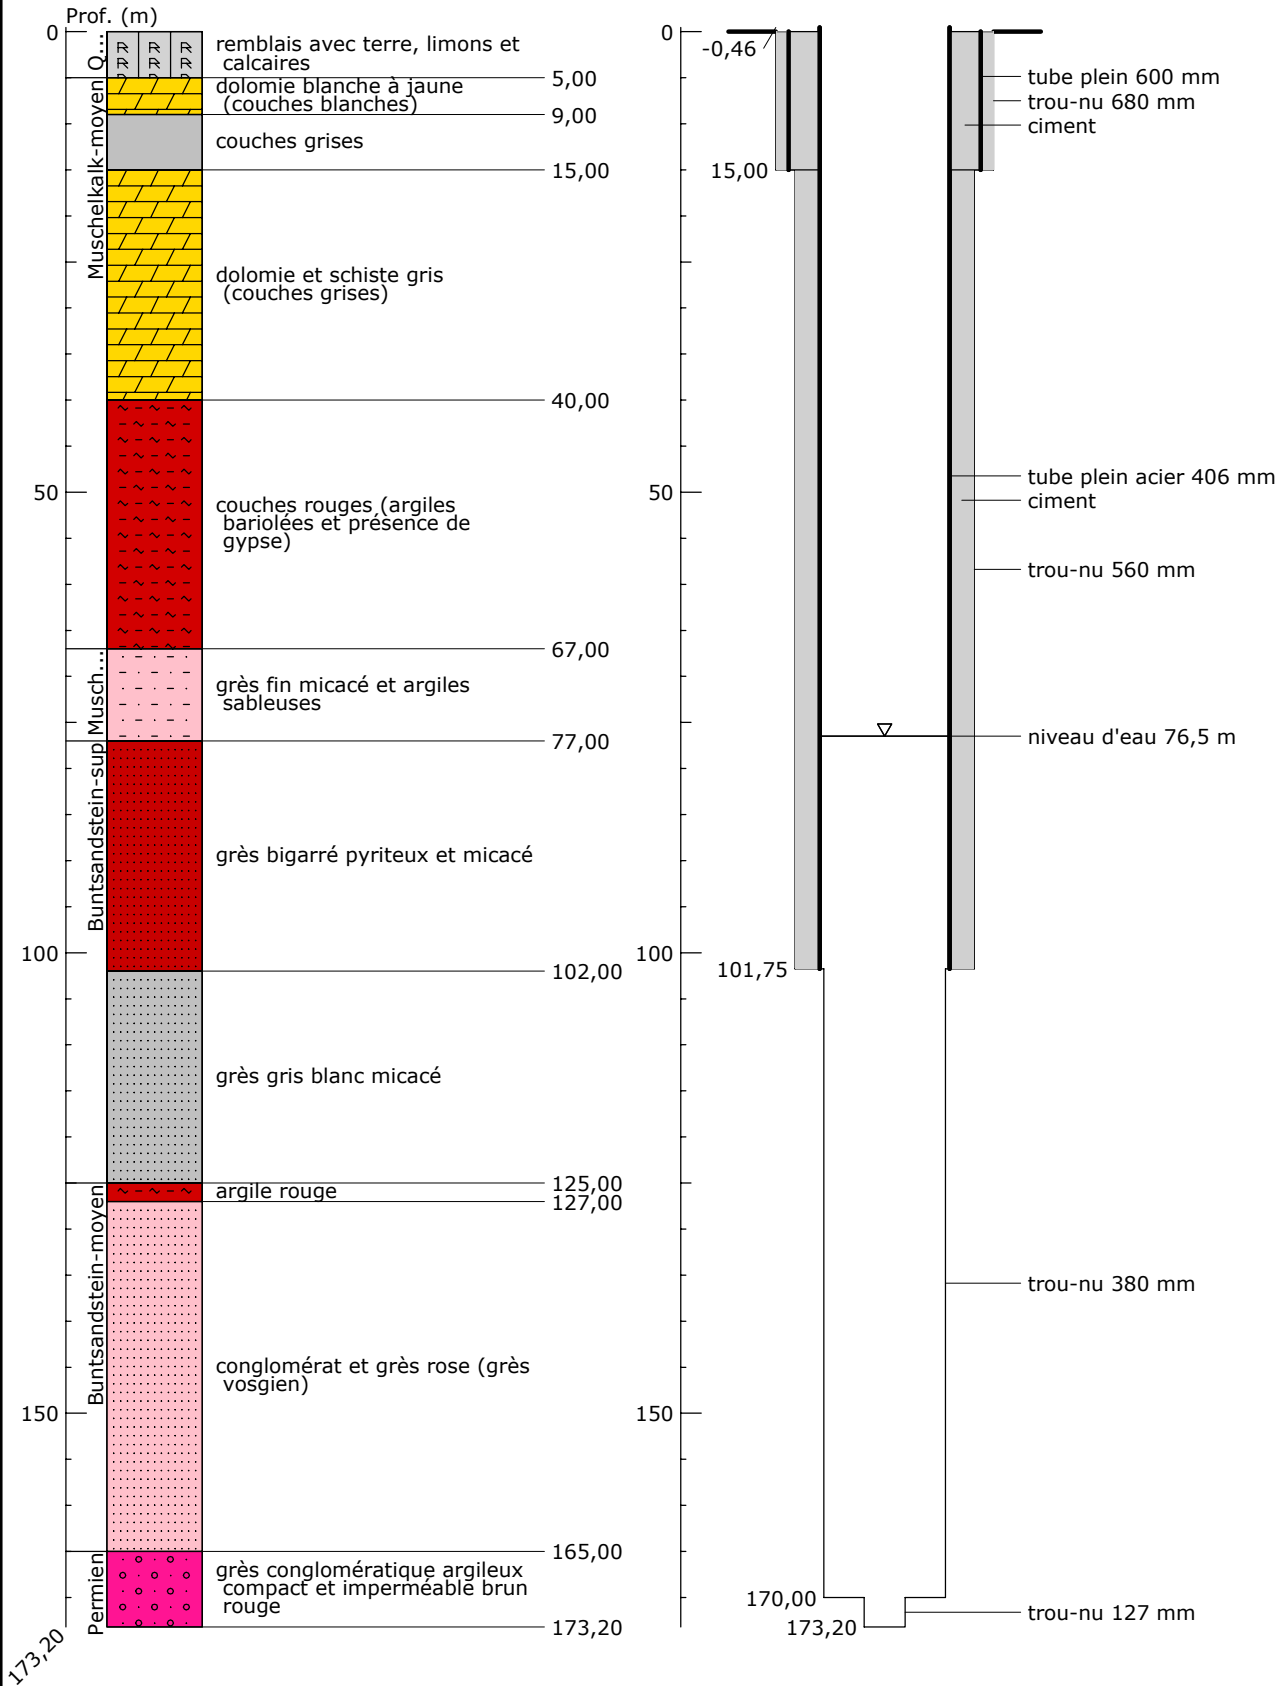 Prof. (m)
0
50
100
150
173,20
Q...
Muschelkalk-moyen
Musch...
Buntsandstein-sup
Buntsandstein-moyen
Permien
remblais avec terre, limons et
calcaires
5,00
dolomie blanche à jaune
(couches blanches)
9,00
couches grises
15,00
dolomie et schiste gris
(couches grises)
40,00
couches rouges (argiles
bariolées et présence de
gypse)
67,00
grès fin micacé et argiles
sableuses
77,00
grès bigarré pyriteux et micacé
102,00
grès gris blanc micacé
125,00
argile rouge
127,00
conglomérat et grès rose (grès
vosgien)
165,00
grès conglomératique argileux
compact et imperméable brun
rouge
173,20
0
50
100
150
-0,46
15,00
101,75
170,00
173,20
tube plein 600 mm
trou-nu 680 mm
ciment
tube plein acier 406 mm
ciment
trou-nu 560 mm
niveau d'eau 76,5 m
trou-nu 380 mm
trou-nu 127 mm